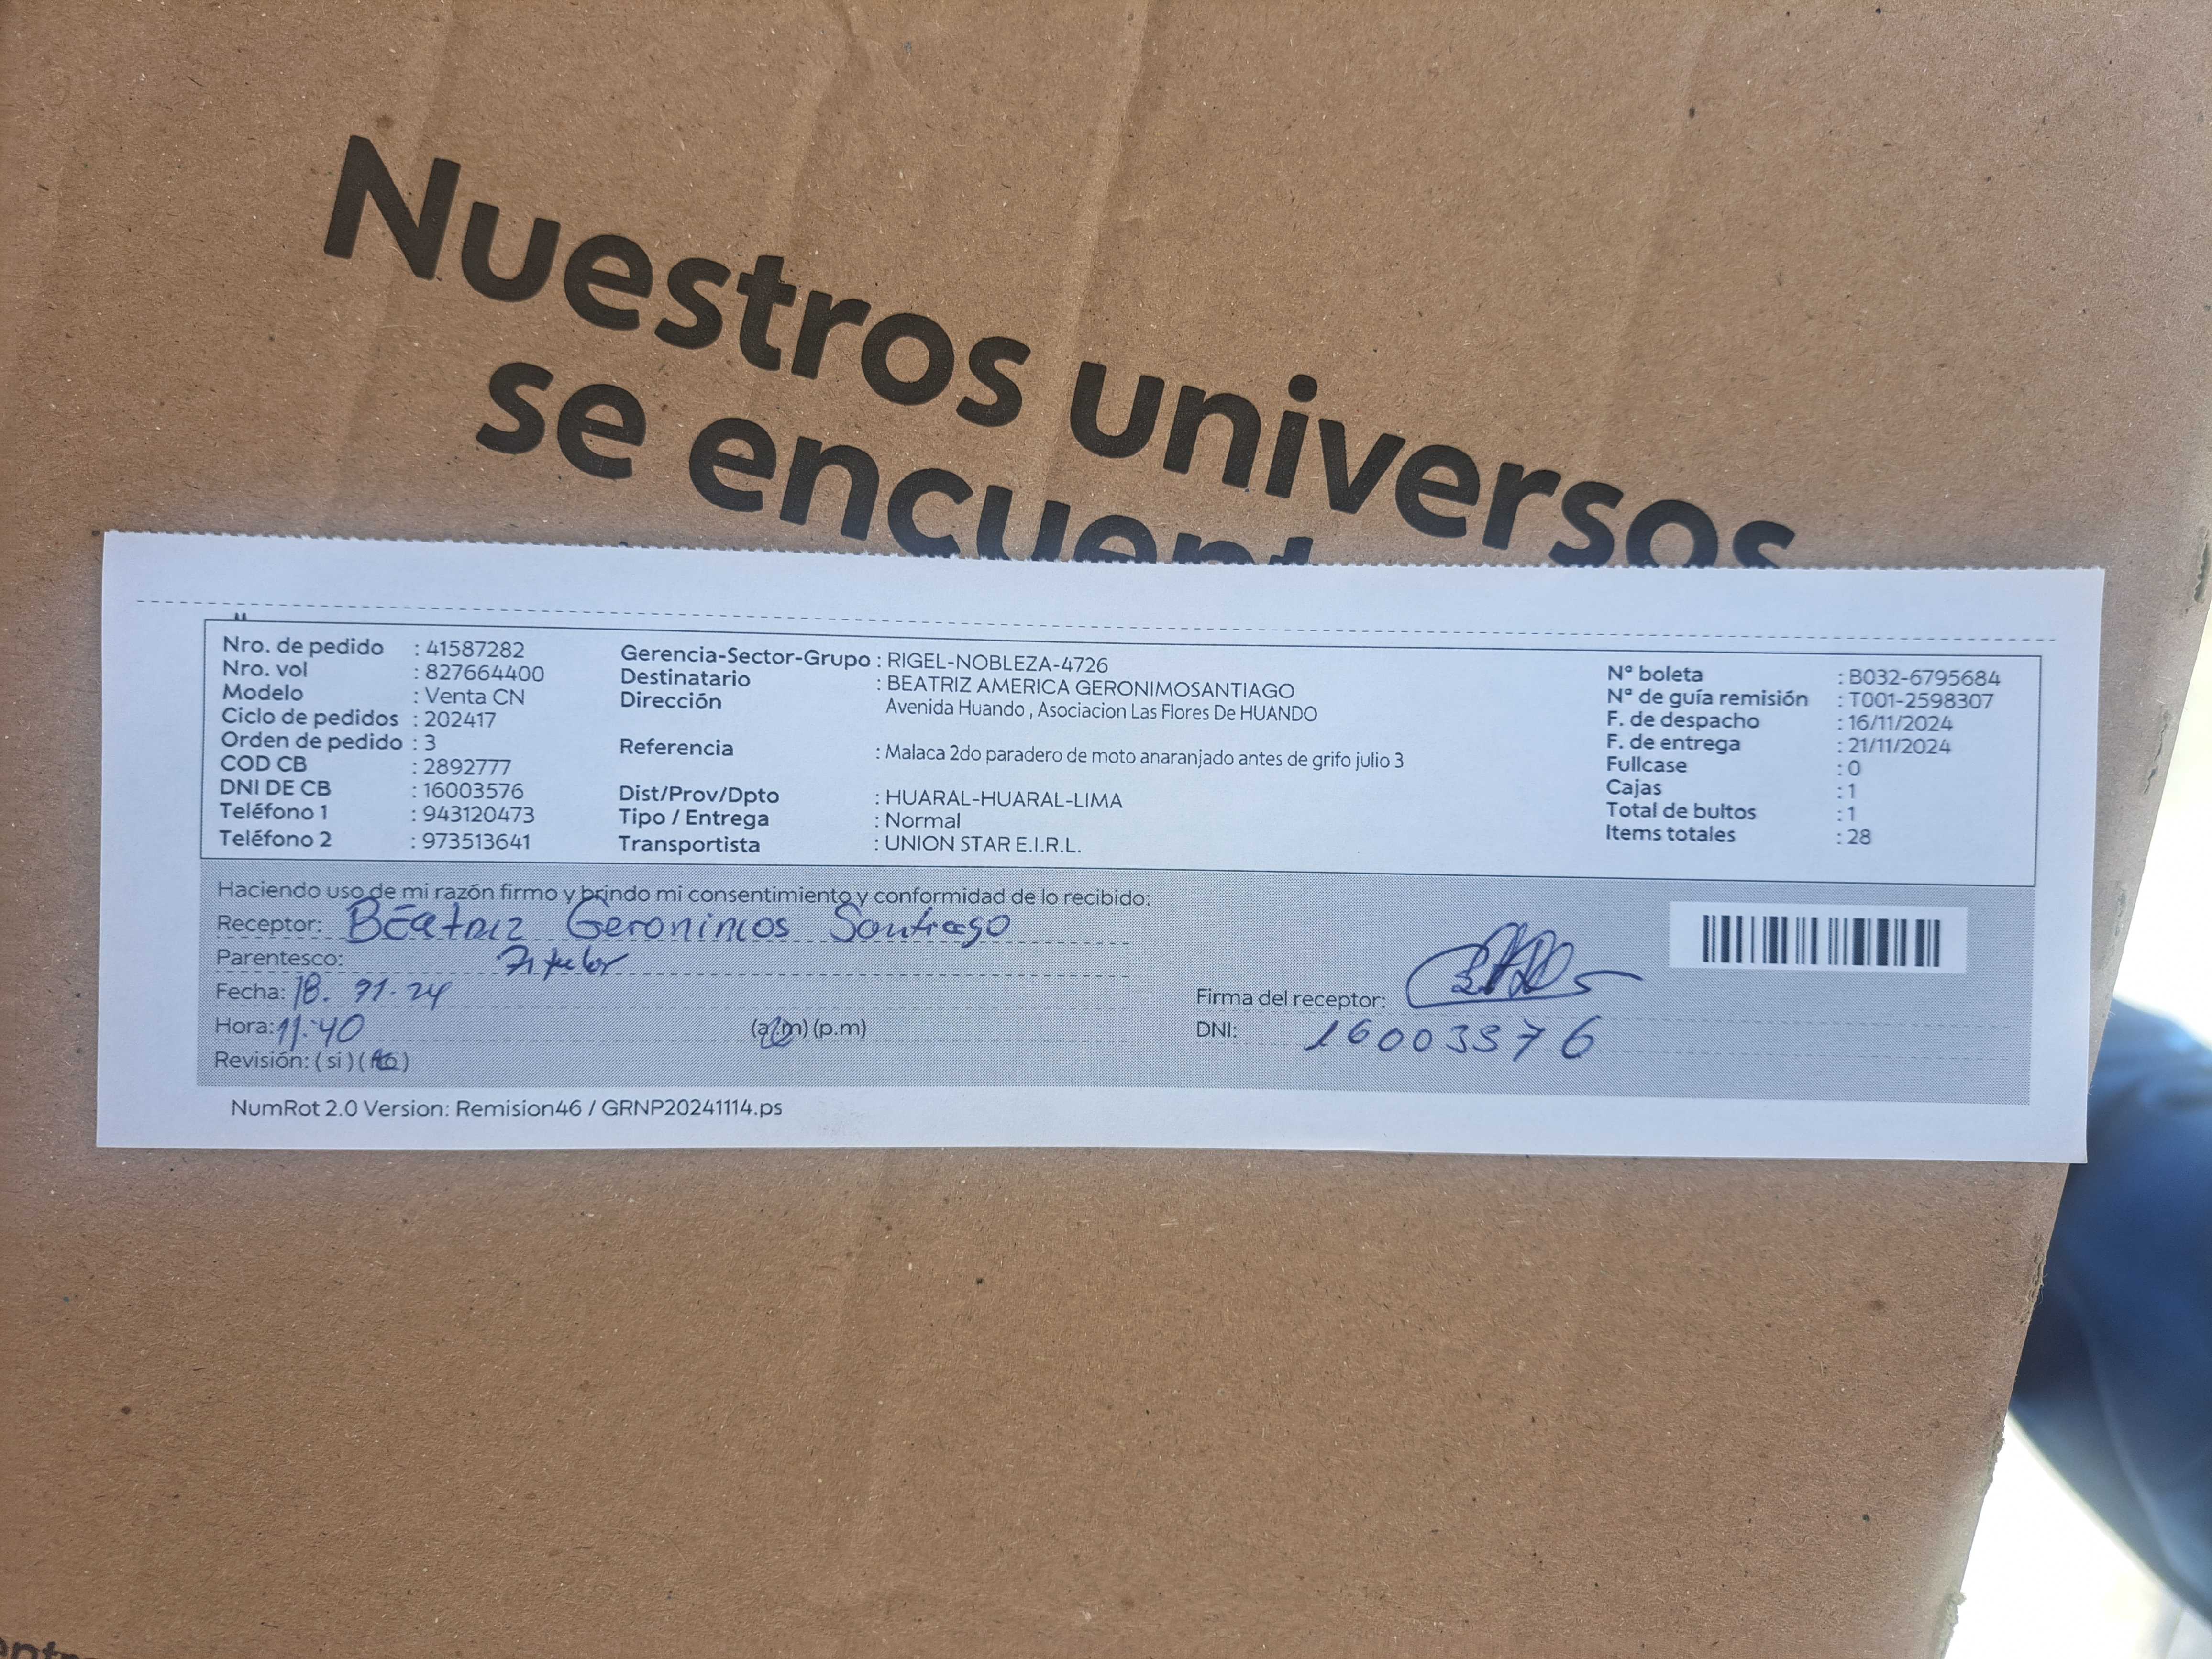 Nuestros universos
se encuent
Nro. de pedido : 41587282
Nro. vol : 827664400
Modelo : Venta CN
Ciclo de pedidos : 202417
Orden de pedido : 3
COD CB : 2892777
DNI DE CB : 16003576
Teléfono 1 : 943120473
Teléfono 2 : 973513641
Gerencia-Sector-Grupo : RIGEL-NOBLEZA-4726
Destinatario : BEATRIZ AMERICA GERONIMOSANTIAGO
Dirección Avenida Huando , Asociacion Las Flores De HUANDO
Referencia : Malaca 2do paradero de moto anaranjado antes de grifo julio 3
Dist/Prov/Dpto : HUARAL-HUARAL-LIMA
Tipo / Entrega : Normal
Transportista : UNION STAR E.I.R.L.
Nº boleta : B032-6795684
Nº de guía remisión : T001-2598307
F. de despacho : 16/11/2024
F. de entrega : 21/11/2024
Fullcase : 0
Cajas : 1
Total de bultos : 1
Items totales : 28
Haciendo uso de mi razón firmo y brindo mi consentimiento y conformidad de lo recibido:
Receptor: Beatriz Geronimos Santiago
Parentesco: Titular
Fecha: 18. 11. 24
Hora: 11:40 (a.m) (p.m)
Revisión: ( si ) ( no )
Firma del receptor:
DNI: 16003576
NumRot 2.0 Version: Remision46 / GRNP20241114.ps